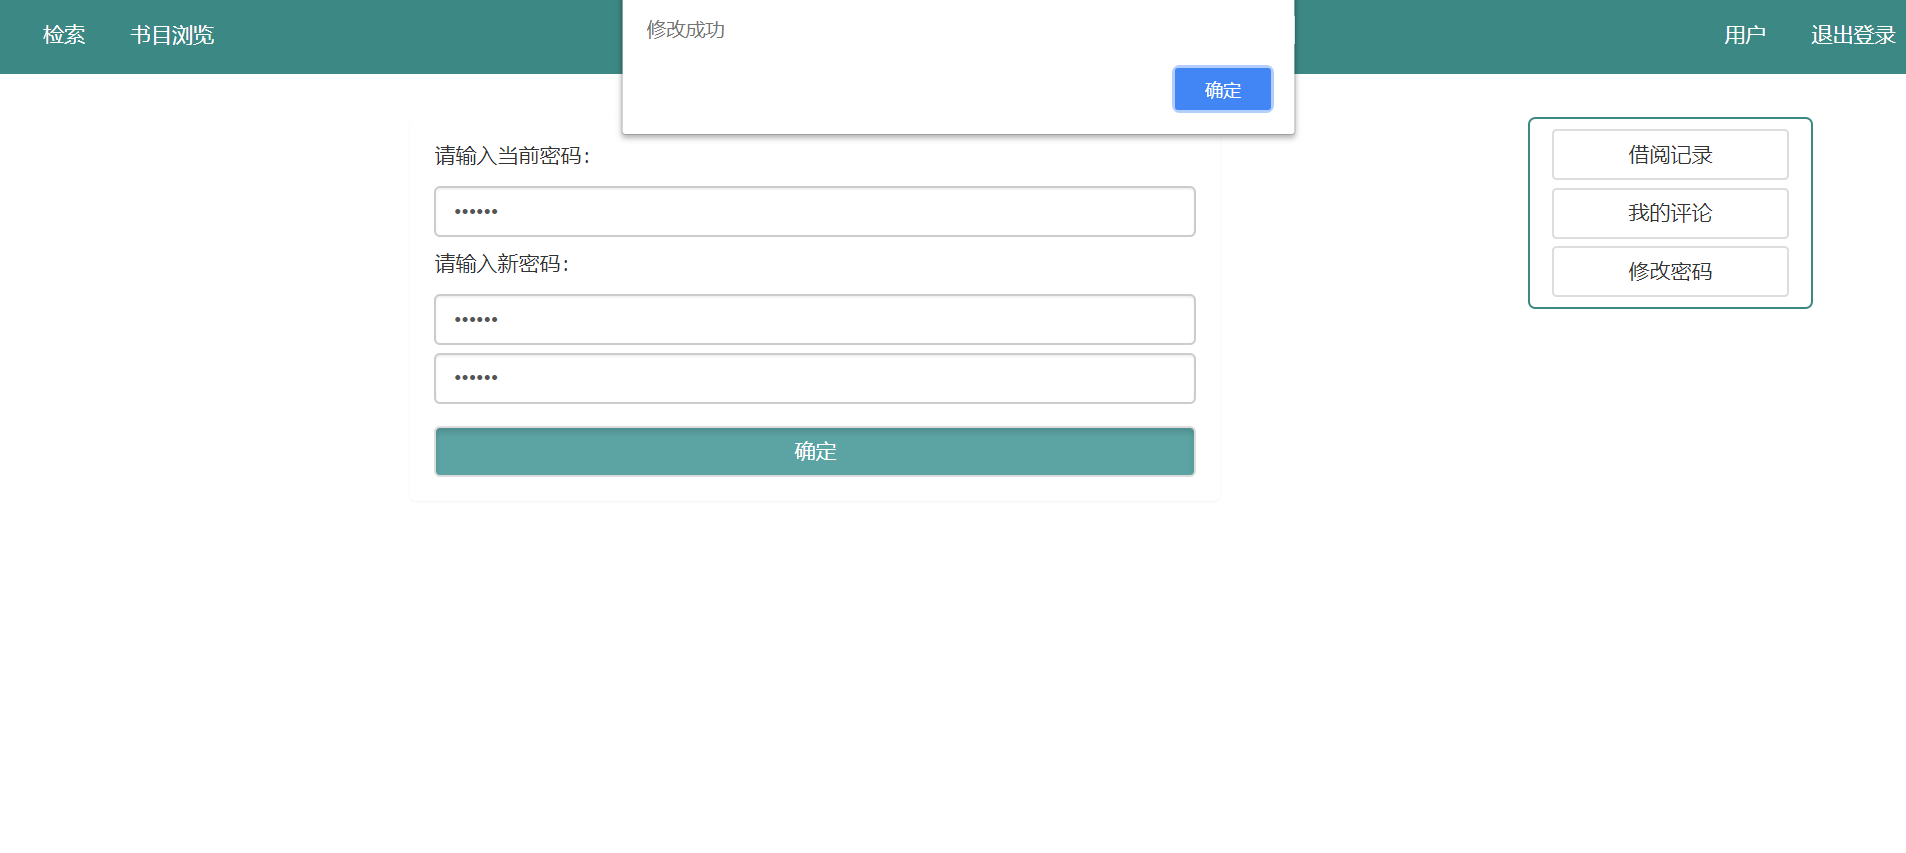 检索
书目浏览
修改成功
确定
用户
退出登录
请输入当前密码：
••••••
请输入新密码：
••••••
••••••
确定
借阅记录
我的评论
修改密码